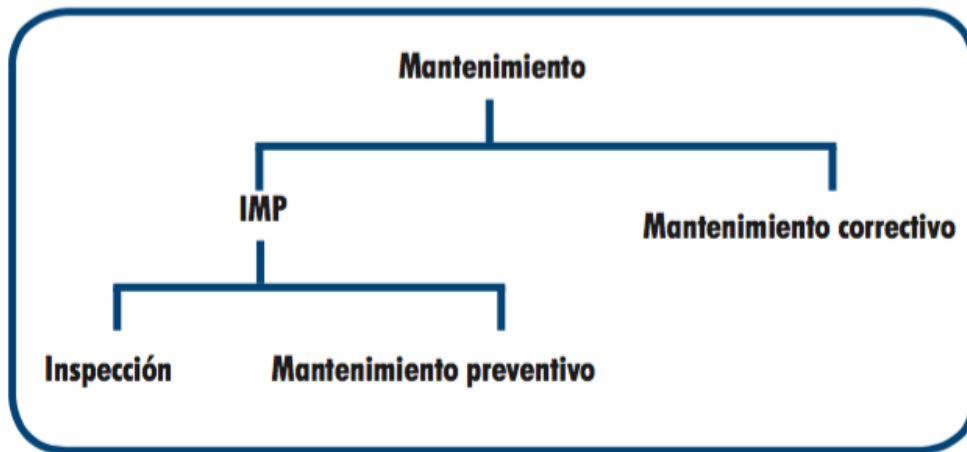 Mantenimiento
IMP
Mantenimiento correctivo
Inspección
Mantenimiento preventivo